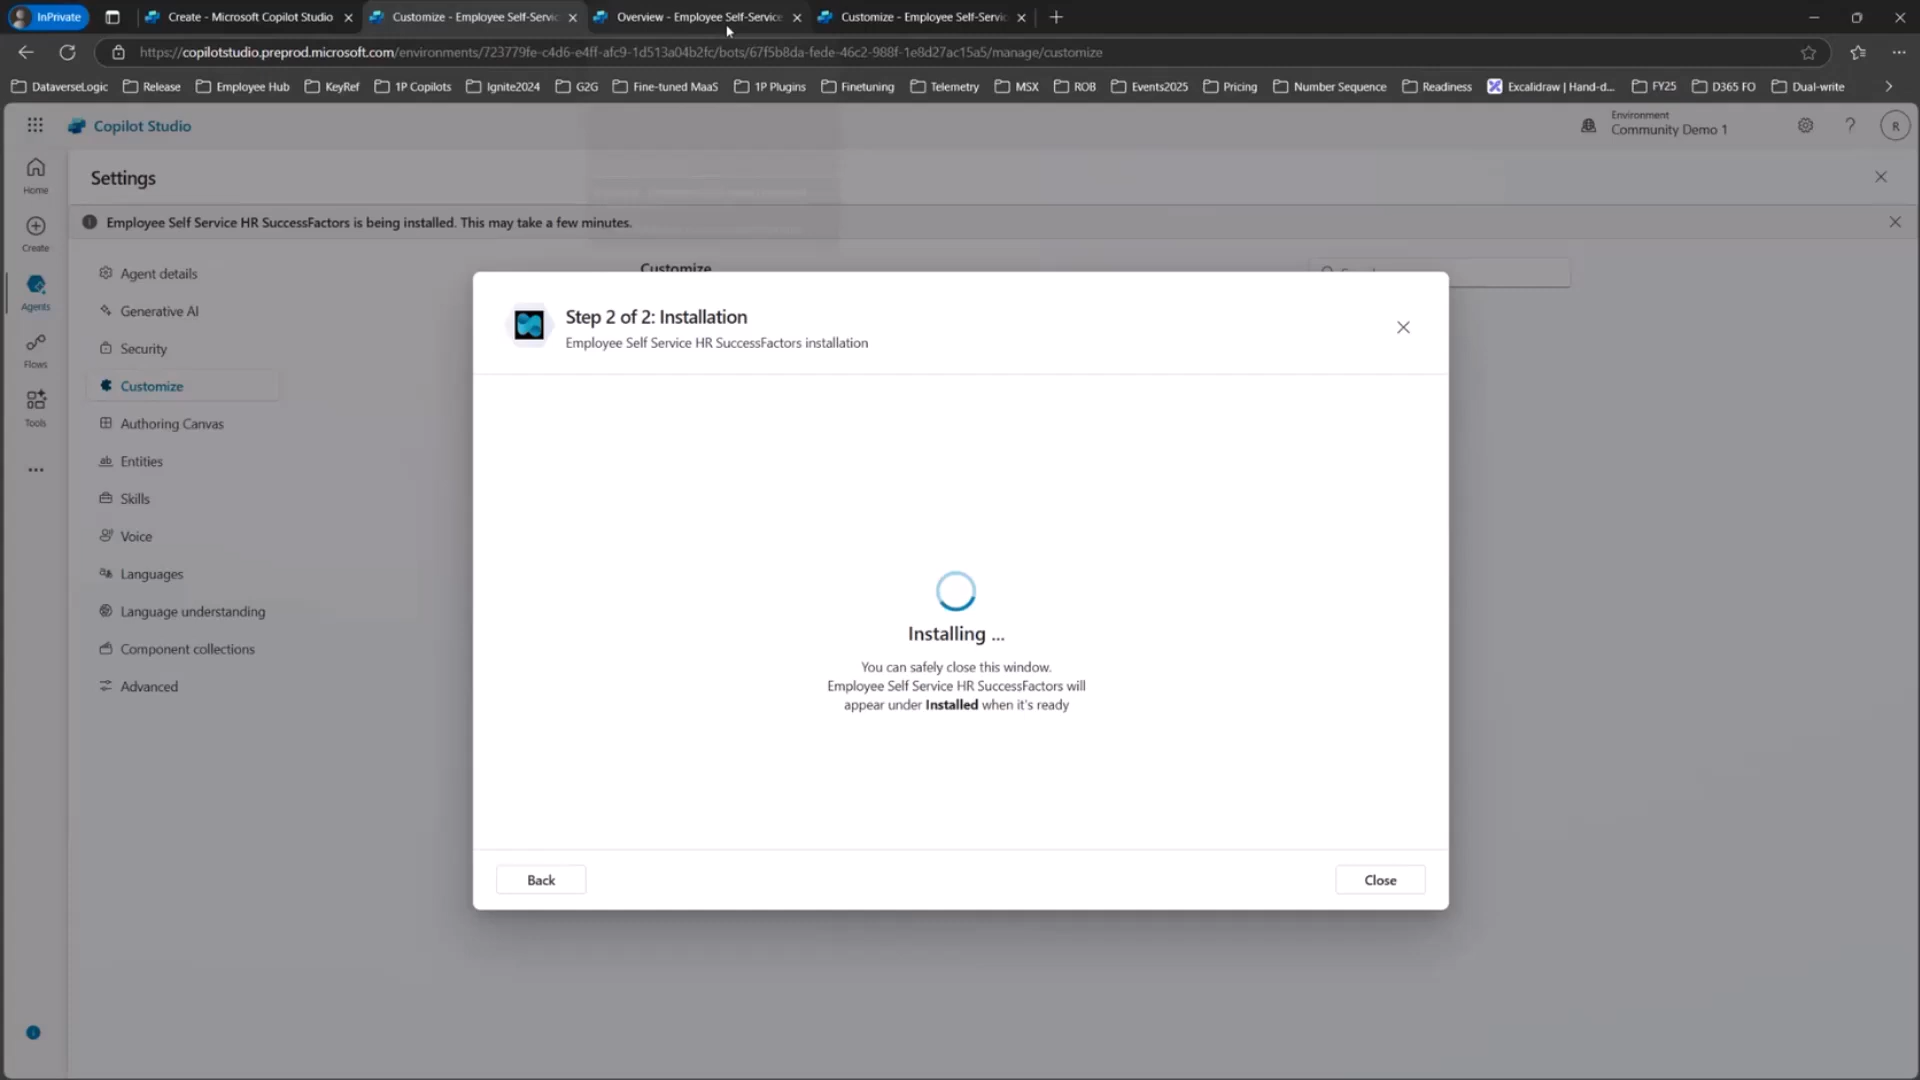 InPrivate
Create - Microsoft Copilot Studio
Customize - Employee Self-Servic
Overview - Employee Self-Service
Customize - Employee Self-Servic
https://copilotstudio.preprod.microsoft.com/environments/723779fe-c4d6-e4ff-afc9-1d513a04b2fc/bots/67f5b8da-fede-46c2-988f-1e8d27ac15a5/manage/customize
DataverseLogic
Release
Employee Hub
KeyRef
1P Copilots
Ignite2024
G2G
Fine-tuned MaaS
1P Plugins
Finetuning
Telemetry
MSX
ROB
Events2025
Pricing
Number Sequence
Readiness
Excalidraw | Hand-d...
FY25
D365 FO
Dual-write
Copilot Studio
Environment
Community Demo 1
R
Home
Create
Agents
Flows
Tools
Settings
Employee Self Service HR SuccessFactors is being installed. This may take a few minutes.
Agent details
Generative AI
Security
Customize
Authoring Canvas
Entities
Skills
Voice
Languages
Language understanding
Component collections
Advanced
Customize
Step 2 of 2: Installation
Employee Self Service HR SuccessFactors installation
Installing ...
You can safely close this window.
Employee Self Service HR SuccessFactors will
appear under Installed when it's ready
Back
Close